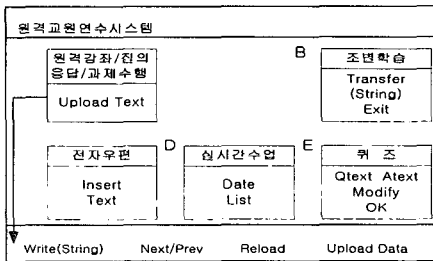 원격교원연수시스템
원격강좌/진의
응답/과제수행
Upload Text
B
조변학습
Transfer
(String)
Exit
전자우편
Insert
Text
D
실시간수업
Date
List
E
퀴 즈
Qtext Atext
Modify
OK
Write(String) Next/Prev Reload Upload Data